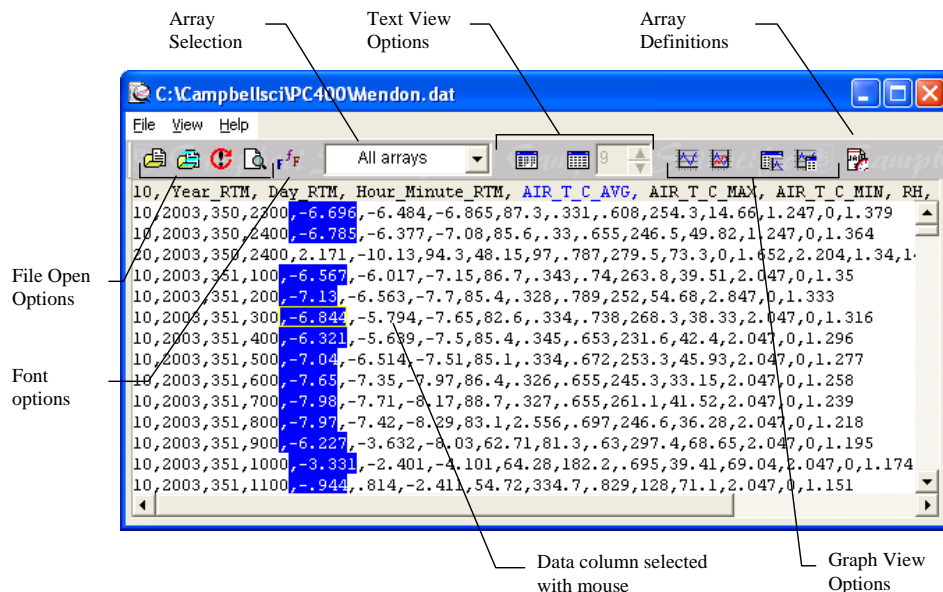 Array
Selection
Text View
Options
Array
Definitions
C:\Campbellsci\PC400\Mendon.dat
File View Help
All arrays
9
10, Year_RTM, Day_RTM, Hour_Minute_RTM, AIR_T_C_AVG, AIR_T_C_MAX, AIR_T_C_MIN, RH,
10,2003,350,2300,-6.696,-6.484,-6.865,87.3,.331,.608,254.3,14.66,1.247,0,1.379
10,2003,350,2400,-6.785,-6.377,-7.08,85.6,.33,.655,246.5,49.82,1.247,0,1.364
20,2003,350,2400,2.171,-10.13,94.3,48.15,97,.787,279.5,73.3,0,1.652,2.204,1.34,14
10,2003,351,100,-6.567,-6.017,-7.15,86.7,.343,.74,263.8,39.51,2.047,0,1.35
10,2003,351,200,-7.13,-6.563,-7.7,85.4,.328,.789,252,54.68,2.847,0,1.333
10,2003,351,300,-6.844,-5.794,-7.65,82.6,.334,.738,268.3,38.33,2.047,0,1.316
10,2003,351,400,-6.321,-5.639,-7.5,85.4,.345,.653,231.6,42.4,2.047,0,1.296
10,2003,351,500,-7.04,-6.514,-7.51,85.1,.334,.672,253.3,45.93,2.047,0,1.277
10,2003,351,600,-7.65,-7.35,-7.97,86.4,.326,.655,245.3,33.15,2.047,0,1.258
10,2003,351,700,-7.98,-7.71,-8.17,88.7,.327,.655,261.1,41.52,2.047,0,1.239
10,2003,351,800,-7.97,-7.42,-8.29,83.1,2.556,.697,246.6,36.28,2.047,0,1.218
10,2003,351,900,-6.227,-3.632,-8.03,62.71,81.3,.63,297.4,68.65,2.047,0,1.195
10,2003,351,1000,-3.331,-2.401,-4.101,64.28,182.2,.695,39.41,69.04,2.047,0,1.174
10,2003,351,1100,-.944,.814,-2.411,54.72,334.7,.829,128,71.1,2.047,0,1.151
File Open
Options
Font
options
Data column selected
with mouse
Graph View
Options